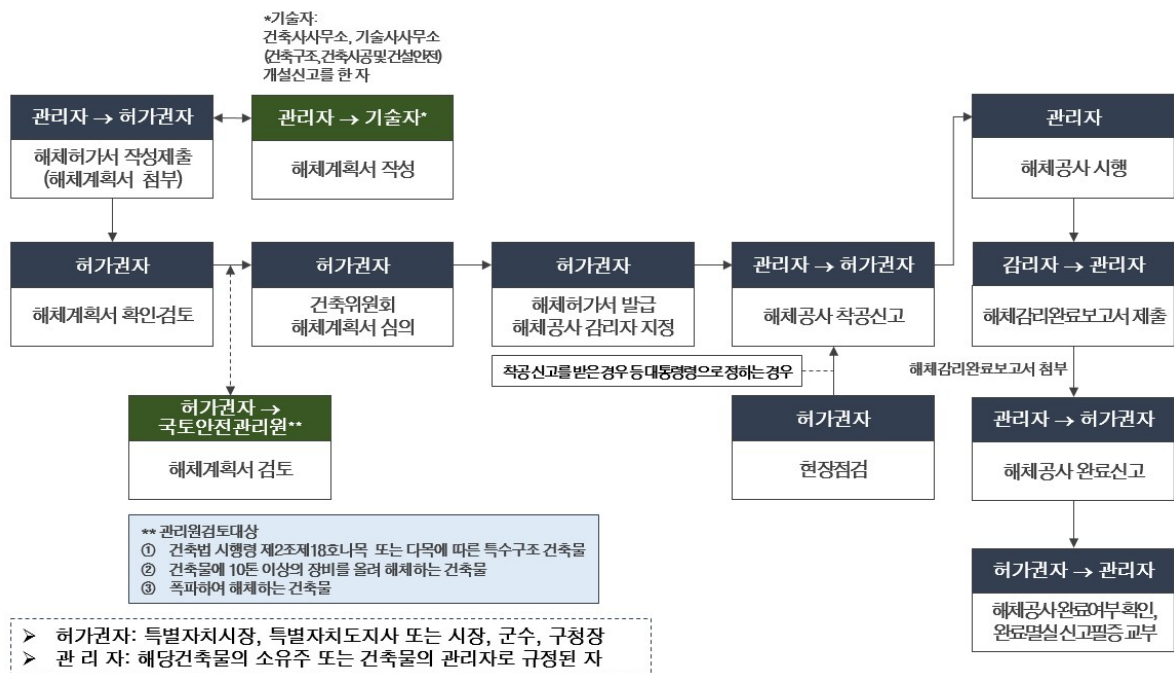 *기술자:
건축사사무소, 기술사사무소
(건축구조,건축시공및건설안전)
개설신고를 한 자
관리자 → 허가권자
해체허가서 작성제출
(해체계획서 첨부)
관리자 → 기술자*
해체계획서 작성
관리자
해체공사 시행
허가권자
해체계획서 확인·검토
허가권자
건축위원회
해체계획서 심의
허가권자
해체허가서 발급
해체공사 감리자 지정
관리자 → 허가권자
해체공사 착공신고
감리자 → 관리자
해체감리완료보고서 제출
착공신고를 받은 경우 등 대통령령으로 정하는 경우
해체감리완료보고서 첨부
허가권자 →
국토안전관리원**
해체계획서 검토
허가권자
현장점검
관리자 → 허가권자
해체공사 완료신고
** 관리원검토대상
① 건축법 시행령 제2조제18호나목 또는 다목에 따른 특수구조 건축물
② 건축물에 10톤 이상의 장비를 올려 해체하는 건축물
③ 폭파하여 해체하는 건축물
허가권자 → 관리자
해체공사 완료여부 확인,
완료멸실 신고필증 교부
➢ 허가권자: 특별자치시장, 특별자치도지사 또는 시장, 군수, 구청장
➢ 관 리 자: 해당건축물의 소유주 또는 건축물의 관리자로 규정된 자